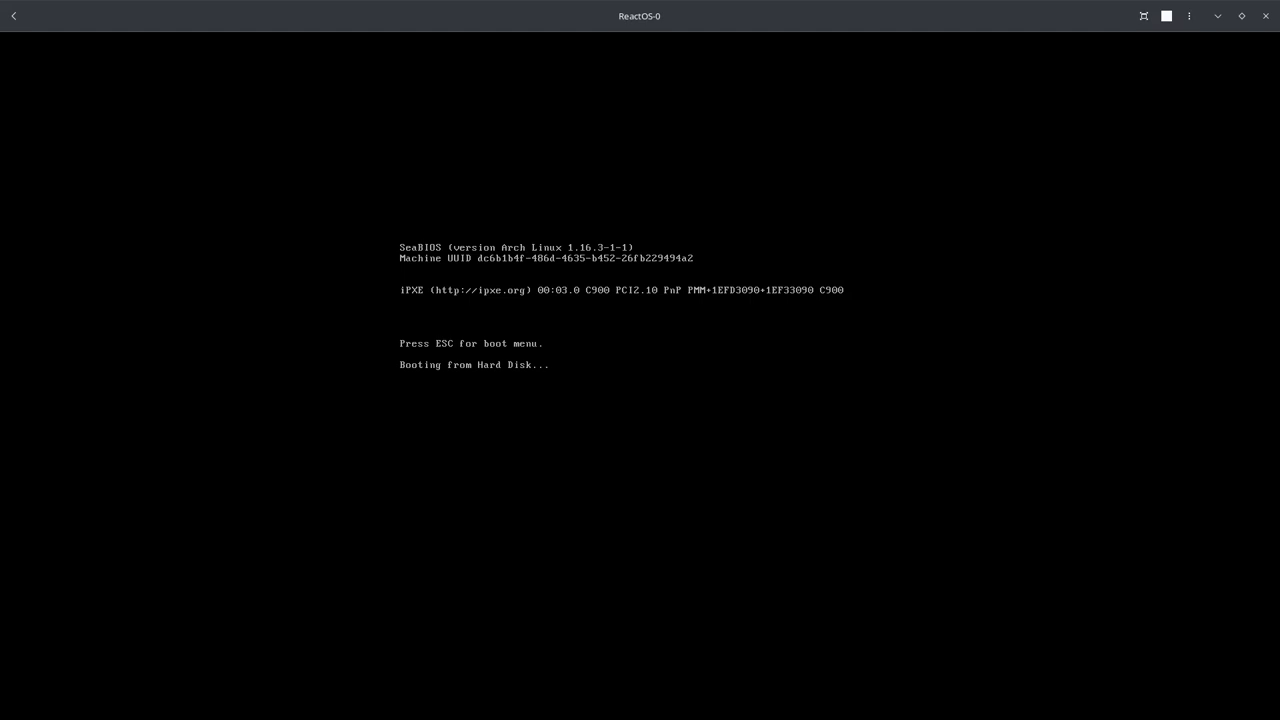 ReactOS-0
SeaBIOS (version Arch Linux 1.16.3-1-1)
Machine UUID dc6b1b4f-486d-4635-b452-26fb229494a2
iPXE (http://ipxe.org) 00:03.0 C900 PCI2.10 PnP PMM+1EFD3090+1EF33090 C900
Press ESC for boot menu.
Booting from Hard Disk...